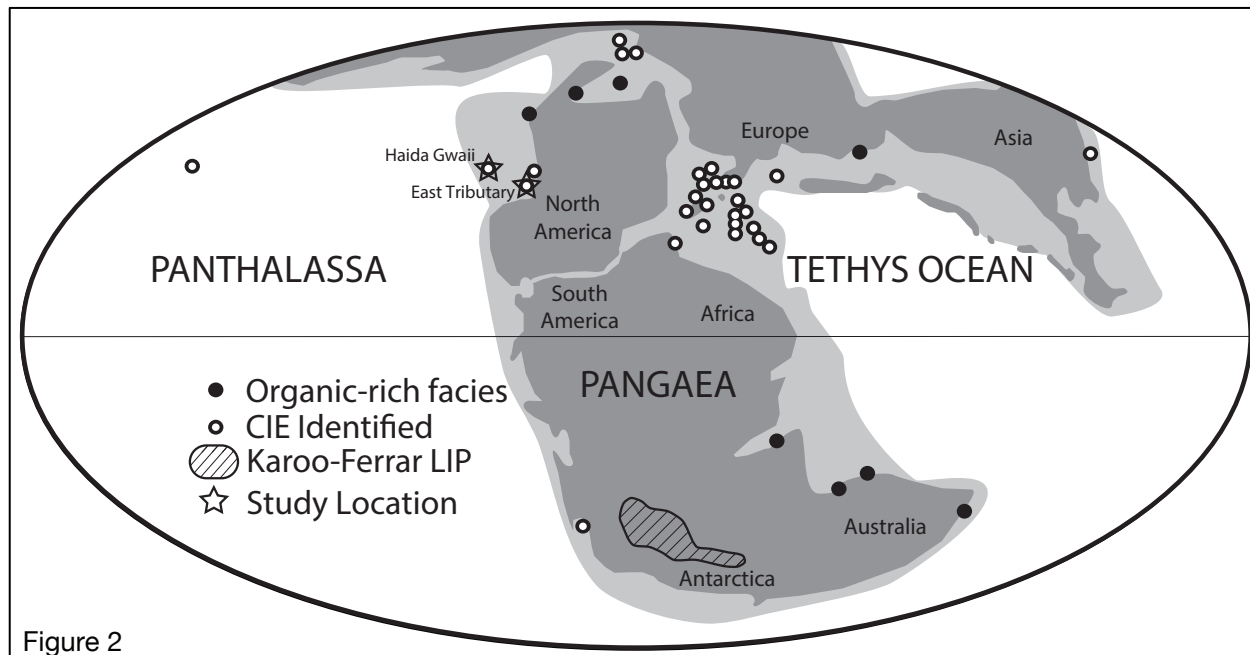 Europe
Asia
Haida Gwaii
East Tributary
North
America
PANTHALASSA
TETHYS OCEAN
South
America
Africa
PANGAEA
Organic-rich facies
CIE Identified
Karoo-Ferrar LIP
Study Location
Australia
Antarctica
Figure 2